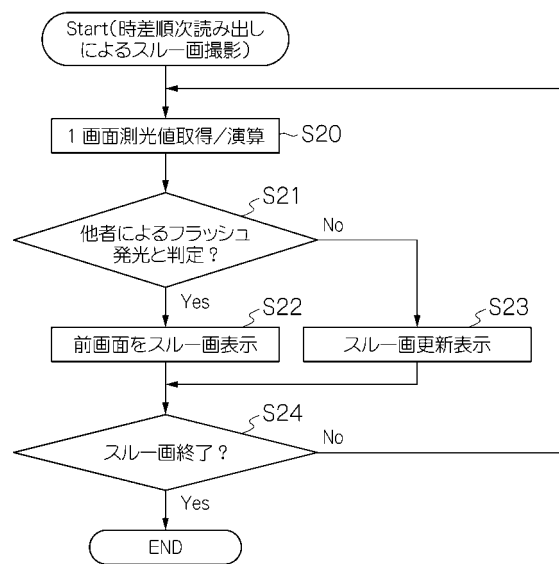 Start(時差順次読み出し
によるスルー画撮影)
1画面測光値取得/演算
S20
S21
他者によるフラッシュ
発光と判定?
No
Yes
S22
前画面をスルー画表示
S23
スルー画更新表示
S24
スルー画終了?
No
Yes
END